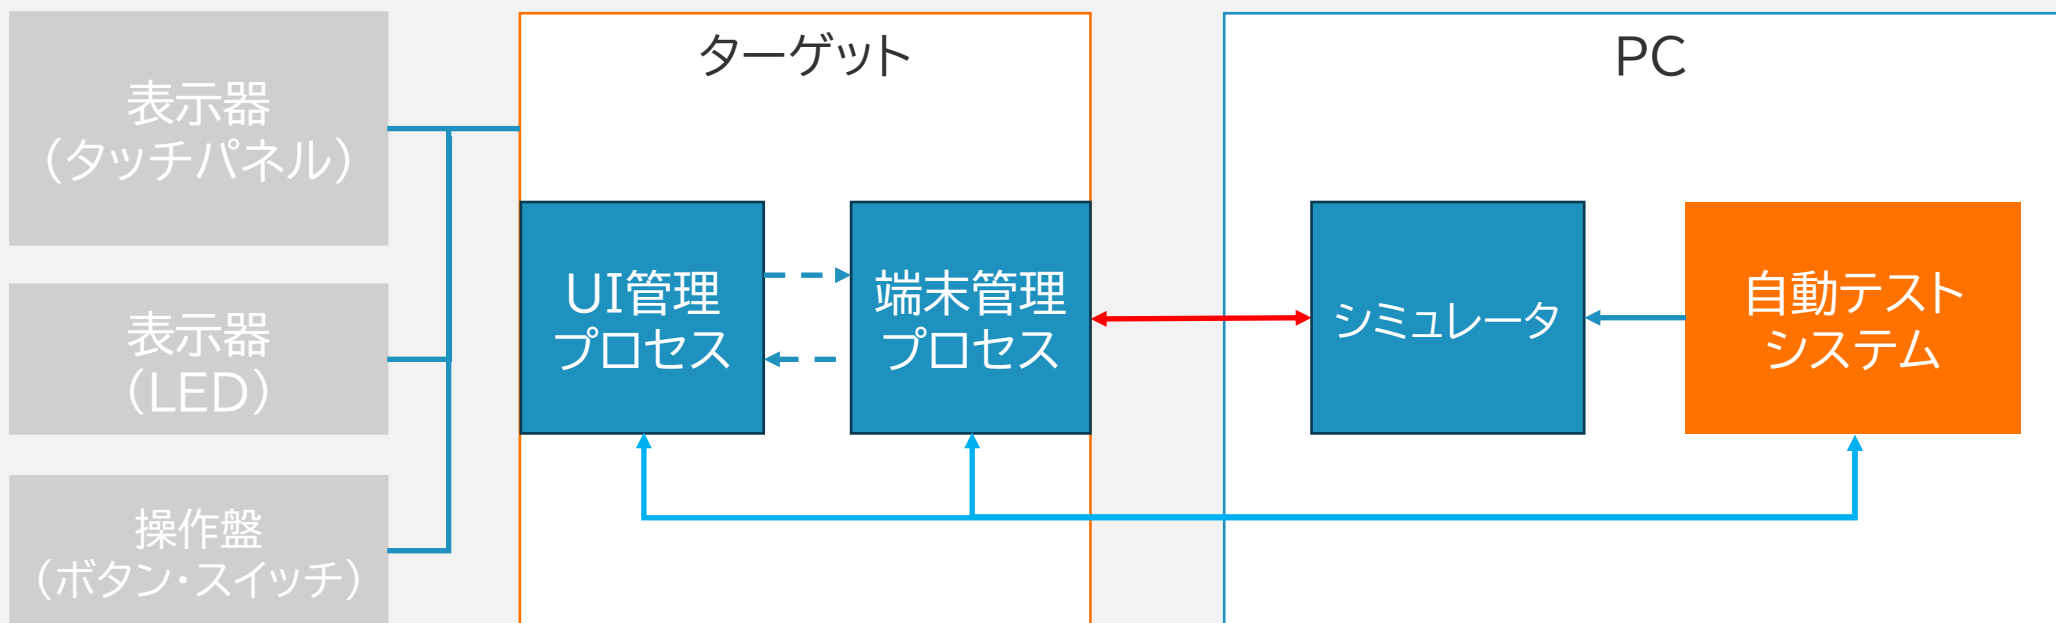 ターゲット
PC
表示器
（タッチパネル）
表示器
（LED）
操作盤
（ボタン・スイッチ）
UI管理
プロセス
端末管理
プロセス
シミュレータ
自動テスト
システム